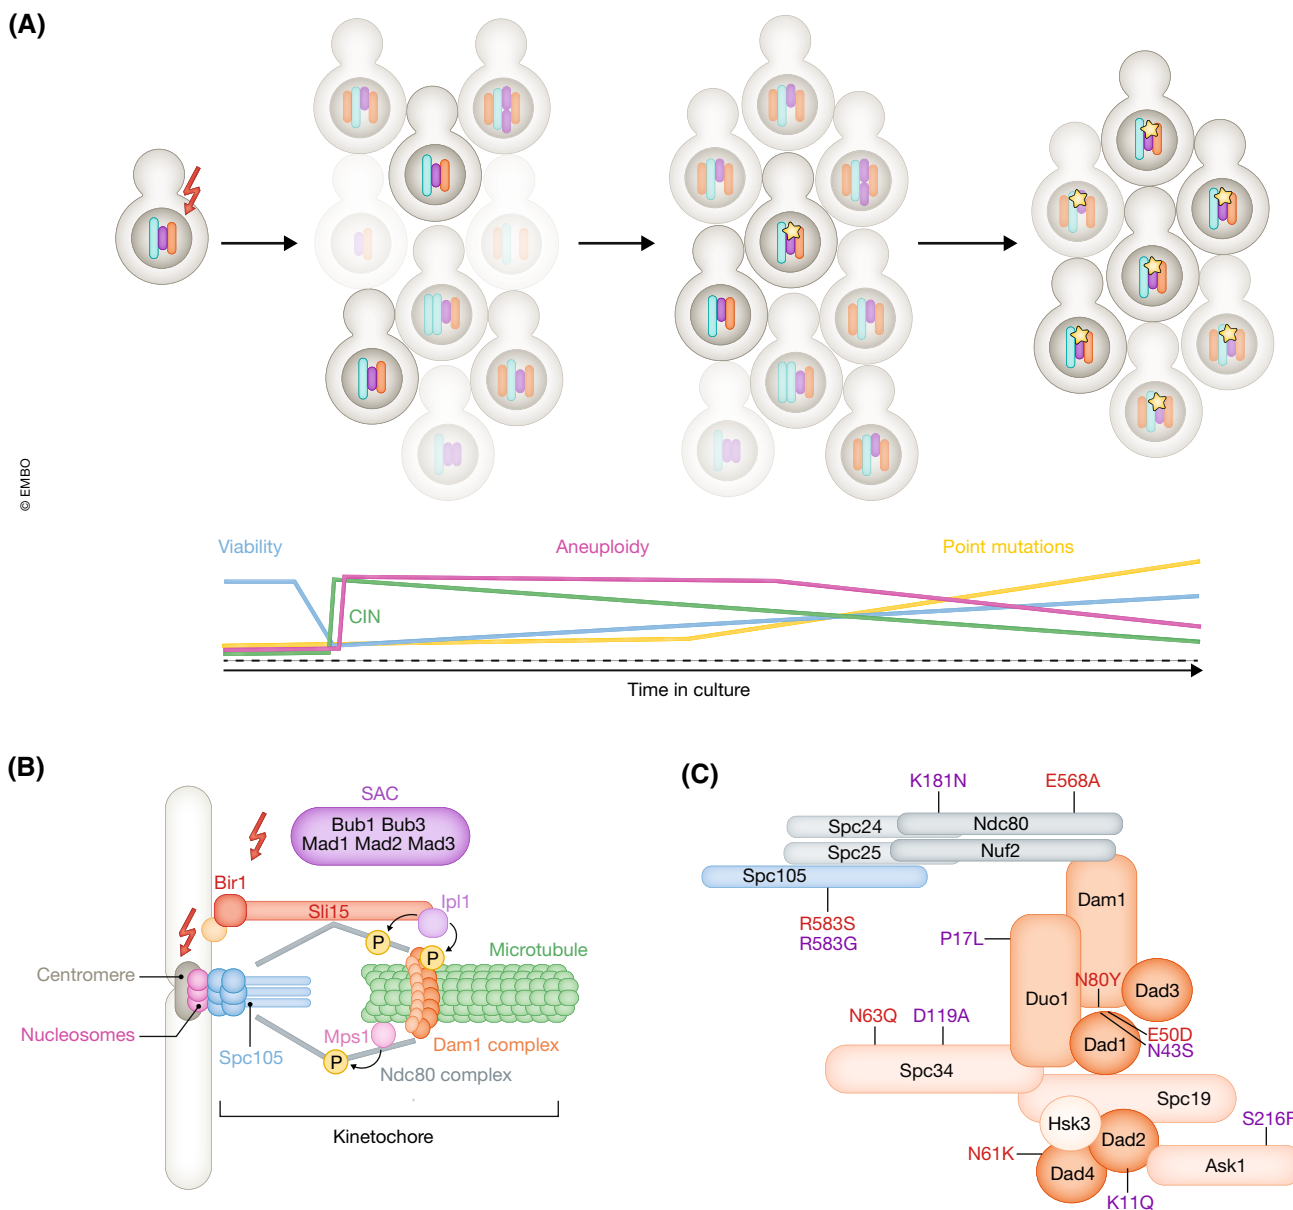 (A)
© EMBO
Viability
Aneuploidy
Point mutations
CIN
Time in culture
(B)
SAC
Bub1 Bub3
Mad1 Mad2 Mad3
Bir1
Sli15
Ipl1
P
P
Microtubule
Centromere
Nucleosomes
Spc105
Mps1
P
Dam1 complex
Ndc80 complex
Kinetochore
(C)
K181N
E568A
Spc24
Ndc80
Spc25
Nuf2
Spc105
Dam1
R583S
R583G
P17L
N80Y
Dad3
Duo1
N63Q
D119A
E50D
Dad1
N43S
Spc34
Spc19
Hsk3
S216F
Dad2
N61K
Dad4
Ask1
K11Q